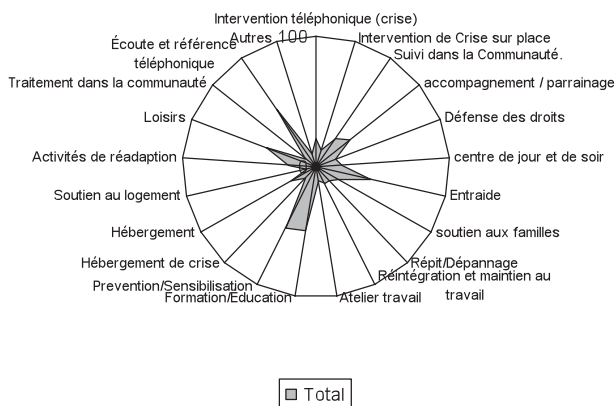 Intervention téléphonique (crise)
Autres 100
Intervention de Crise sur place
Écoute et référence
téléphonique
Suivi dans la Communauté.
Traitement dans la communauté
accompagnement / parrainage
Loisirs
Défense des droits
Activités de réadaption
0
centre de jour et de soir
Soutien au logement
Entraide
Hébergement
soutien aux familles
Hébergement de crise
Répit/Dépannage
Prevention/Sensibilisation
Réintégration et maintien au
travail
Formation/Education
Atelier travail
Total